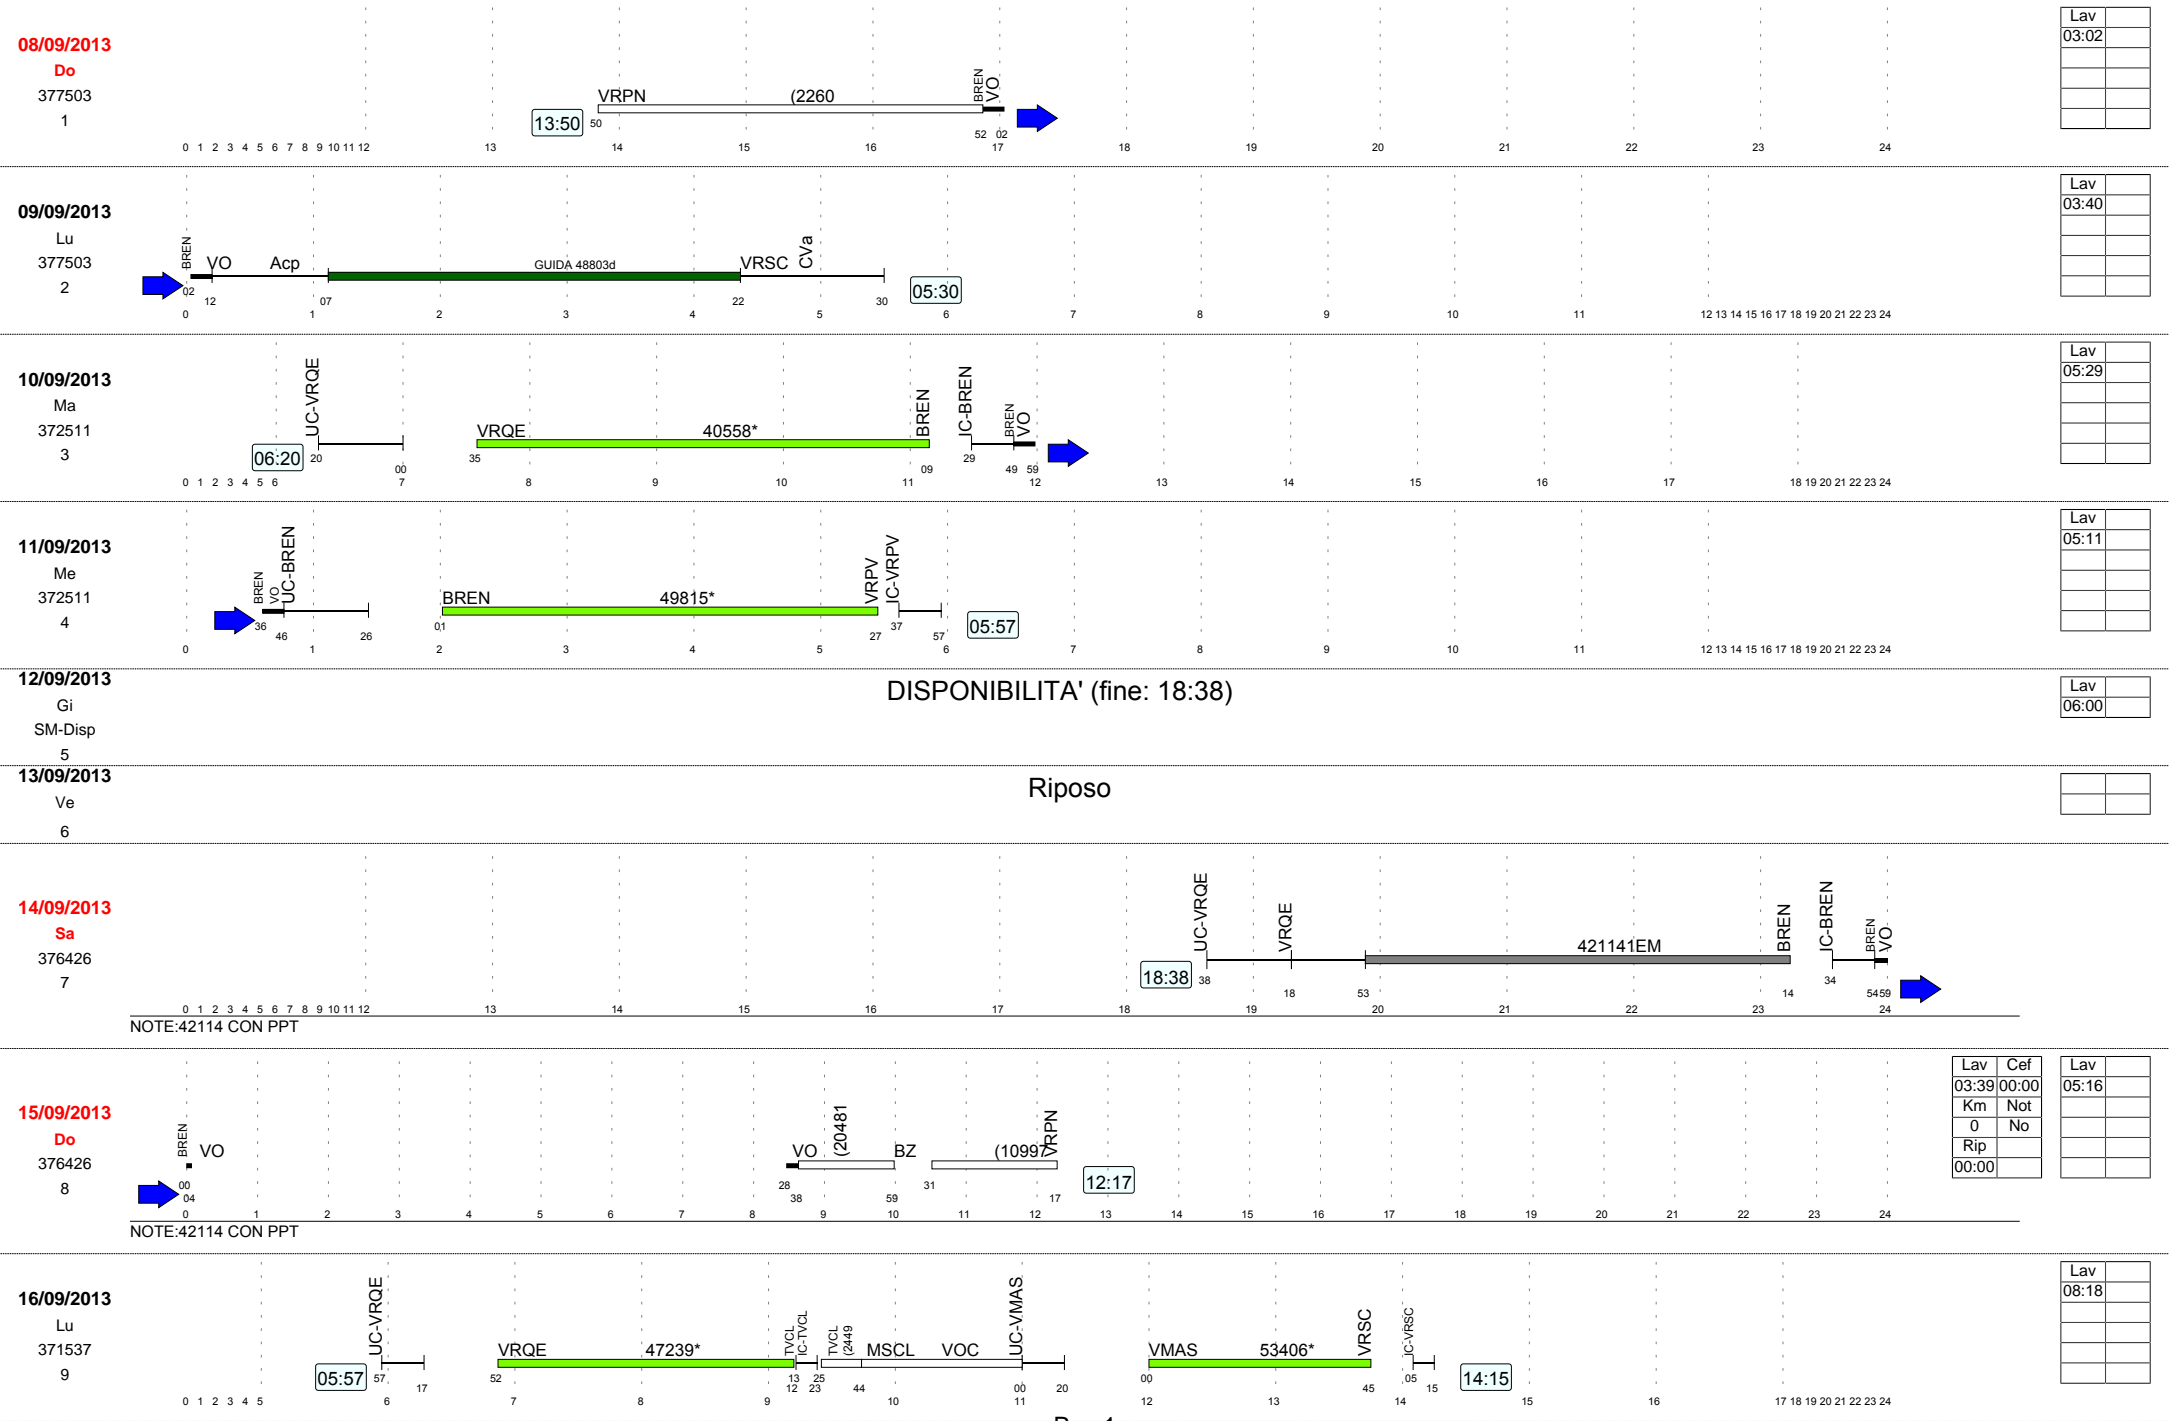 08/09/2013
Do
377503
1
13:50
50
VRPN (2260 BREN VO
52 02
0 1 2 3 4 5 6 7 8 9 10 11 12 13 14 15 16 17 18 19 20 21 22 23 24
Lav
03:02
09/09/2013
Lu
377503
2
BREN VO Acp GUIDA 48803d VRSC CVa
02 12 07 22 30
05:30
0 1 2 3 4 5 6 7 8 9 10 11 12 13 14 15 16 17 18 19 20 21 22 23 24
Lav
03:40
10/09/2013
Ma
372511
3
06:20
UC-VRQE VRQE 40558* BREN IC-BREN BREN VO
20 00 35 09 29 49 59
0 1 2 3 4 5 6 7 8 9 10 11 12 13 14 15 16 17 18 19 20 21 22 23 24
Lav
05:29
11/09/2013
Me
372511
4
BREN VO UC-BREN BREN 49815* VRPV IC-VRPV
36 46 26 01 27 37 57
05:57
0 1 2 3 4 5 6 7 8 9 10 11 12 13 14 15 16 17 18 19 20 21 22 23 24
Lav
05:11
12/09/2013
Gi
SM-Disp
5
DISPONIBILITA' (fine: 18:38)
Lav
06:00
13/09/2013
Ve
6
Riposo
14/09/2013
Sa
376426
7
18:38
UC-VRQE VRQE 421141EM BREN IC-BREN BREN VO
38 18 53 14 34 54 59
0 1 2 3 4 5 6 7 8 9 10 11 12 13 14 15 16 17 18 19 20 21 22 23 24
NOTE:42114 CON PPT
15/09/2013
Do
376426
8
BREN VO VO (20481 BZ (10997 VRPN
00 04 28 38 59 31 17
12:17
0 1 2 3 4 5 6 7 8 9 10 11 12 13 14 15 16 17 18 19 20 21 22 23 24
NOTE:42114 CON PPT
Lav Cef
03:39 00:00
Km Not
0 No
Rip
00:00
Lav
05:16
16/09/2013
Lu
371537
9
05:57
UC-VRQE VRQE 47239* TVCL IC-TVCL TVCL (2449 MSCL VOC UC-VMAS VMAS 53406* VRSC IC-VRSC
57 17 52 13 12 23 25 44 00 20 00 45 05 15
14:15
0 1 2 3 4 5 6 7 8 9 10 11 12 13 14 15 16 17 18 19 20 21 22 23 24
Lav
08:18